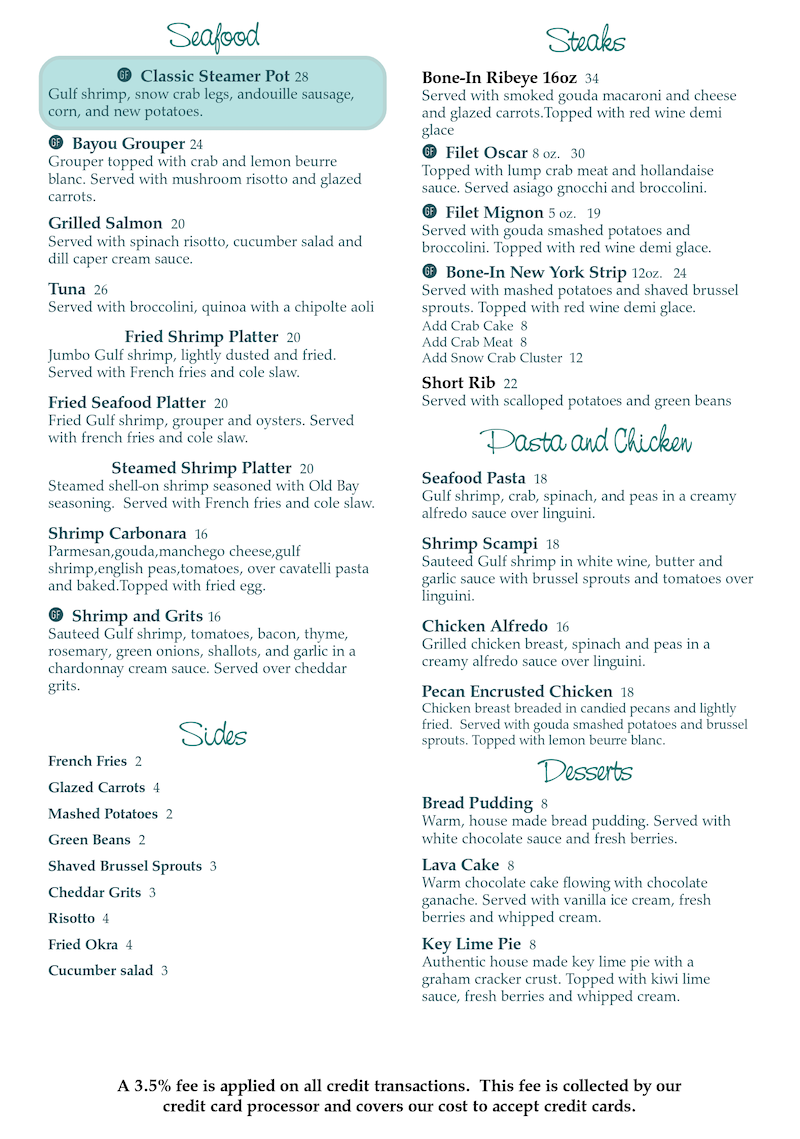 Seafood
GF Classic Steamer Pot 28
Gulf shrimp, snow crab legs, andouille sausage,
corn, and new potatoes.
GF Bayou Grouper 24
Grouper topped with crab and lemon beurre
blanc. Served with mushroom risotto and glazed
carrots.
Grilled Salmon 20
Served with spinach risotto, cucumber salad and
dill caper cream sauce.
Tuna 26
Served with broccolini, quinoa with a chipolte aoli
Fried Shrimp Platter 20
Jumbo Gulf shrimp, lightly dusted and fried.
Served with French fries and cole slaw.
Fried Seafood Platter 20
Fried Gulf shrimp, grouper and oysters. Served
with french fries and cole slaw.
Steamed Shrimp Platter 20
Steamed shell-on shrimp seasoned with Old Bay
seasoning. Served with French fries and cole slaw.
Shrimp Carbonara 16
Parmesan,gouda,manchego cheese,gulf
shrimp,english peas,tomatoes, over cavatelli pasta
and baked.Topped with fried egg.
GF Shrimp and Grits 16
Sauteed Gulf shrimp, tomatoes, bacon, thyme,
rosemary, green onions, shallots, and garlic in a
chardonnay cream sauce. Served over cheddar
grits.
Sides
French Fries 2
Glazed Carrots 4
Mashed Potatoes 2
Green Beans 2
Shaved Brussel Sprouts 3
Cheddar Grits 3
Risotto 4
Fried Okra 4
Cucumber salad 3
Steaks
Bone-In Ribeye 16oz 34
Served with smoked gouda macaroni and cheese
and glazed carrots.Topped with red wine demi
glace
GF Filet Oscar 8 oz. 30
Topped with lump crab meat and hollandaise
sauce. Served asiago gnocchi and broccolini.
GF Filet Mignon 5 oz. 19
Served with gouda smashed potatoes and
broccolini. Topped with red wine demi glace.
GF Bone-In New York Strip 12oz. 24
Served with mashed potatoes and shaved brussel
sprouts. Topped with red wine demi glace.
Add Crab Cake 8
Add Crab Meat 8
Add Snow Crab Cluster 12
Short Rib 22
Served with scalloped potatoes and green beans
Pasta and Chicken
Seafood Pasta 18
Gulf shrimp, crab, spinach, and peas in a creamy
alfredo sauce over linguini.
Shrimp Scampi 18
Sauteed Gulf shrimp in white wine, butter and
garlic sauce with brussel sprouts and tomatoes over
linguini.
Chicken Alfredo 16
Grilled chicken breast, spinach and peas in a
creamy alfredo sauce over linguini.
Pecan Encrusted Chicken 18
Chicken breast breaded in candied pecans and lightly
fried. Served with gouda smashed potatoes and brussel
sprouts. Topped with lemon beurre blanc.
Desserts
Bread Pudding 8
Warm, house made bread pudding. Served with
white chocolate sauce and fresh berries.
Lava Cake 8
Warm chocolate cake flowing with chocolate
ganache. Served with vanilla ice cream, fresh
berries and whipped cream.
Key Lime Pie 8
Authentic house made key lime pie with a
graham cracker crust. Topped with kiwi lime
sauce, fresh berries and whipped cream.
A 3.5% fee is applied on all credit transactions. This fee is collected by our
credit card processor and covers our cost to accept credit cards.